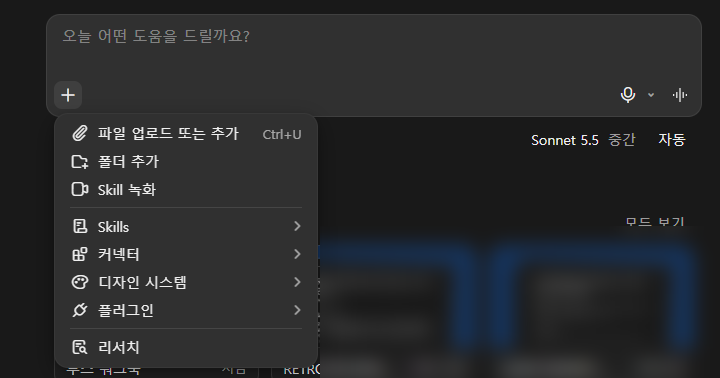 오늘 어떤 도움을 드릴까요?
파일 업로드 또는 추가 Ctrl+U
폴더 추가
Skill 녹화
Sonnet 5.5 중간 자동
Skills
커넥터
디자인 시스템
플러그인
리서치
모두 보기